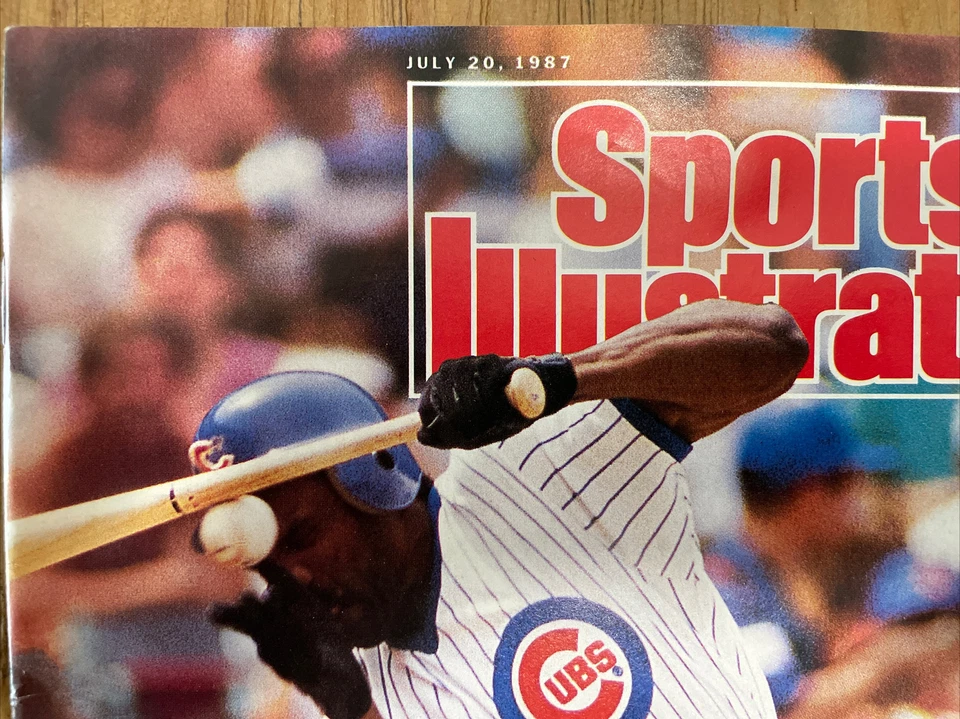 JULY 20, 1987
Sports
Illustrat
C
CUBS